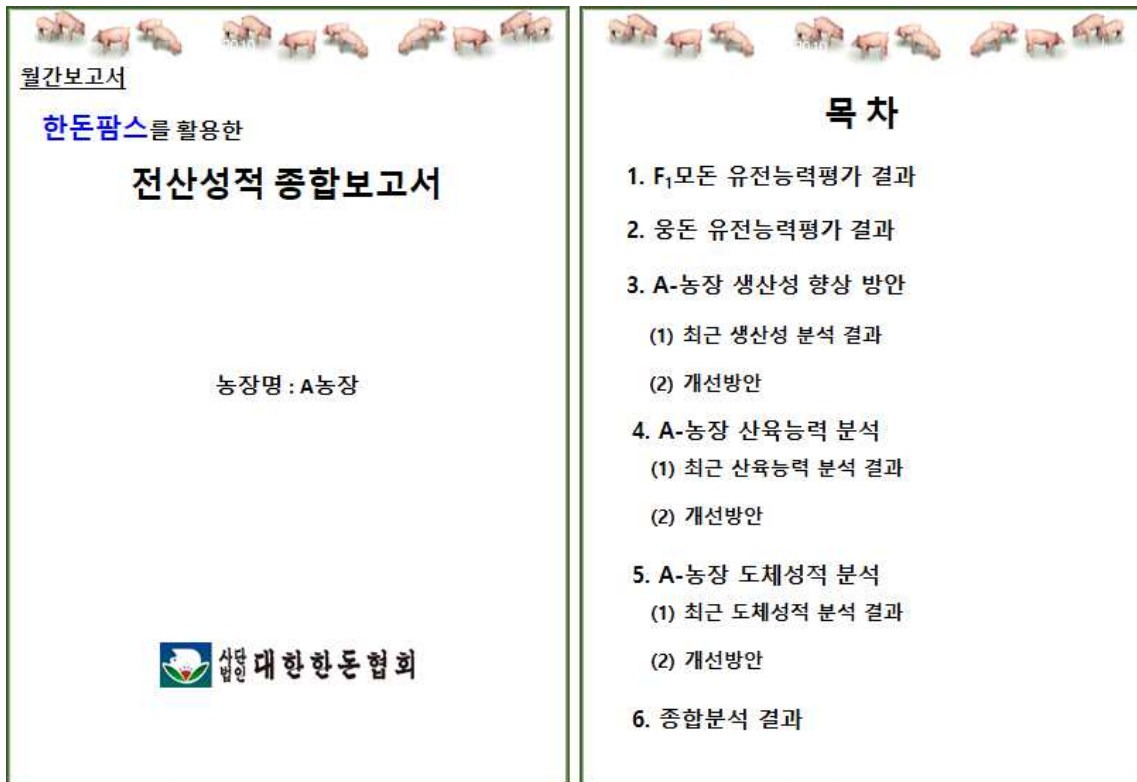 월간보고서
한돈팜스를 활용한
전산성적 종합보고서
농장명 : A농장
사단법인 대한한돈협회
목 차
1. F₁모돈 유전능력평가 결과
2. 웅돈 유전능력평가 결과
3. A-농장 생산성 향상 방안
(1) 최근 생산성 분석 결과
(2) 개선방안
4. A-농장 산육능력 분석
(1) 최근 산육능력 분석 결과
(2) 개선방안
5. A-농장 도체성적 분석
(1) 최근 도체성적 분석 결과
(2) 개선방안
6. 종합분석 결과